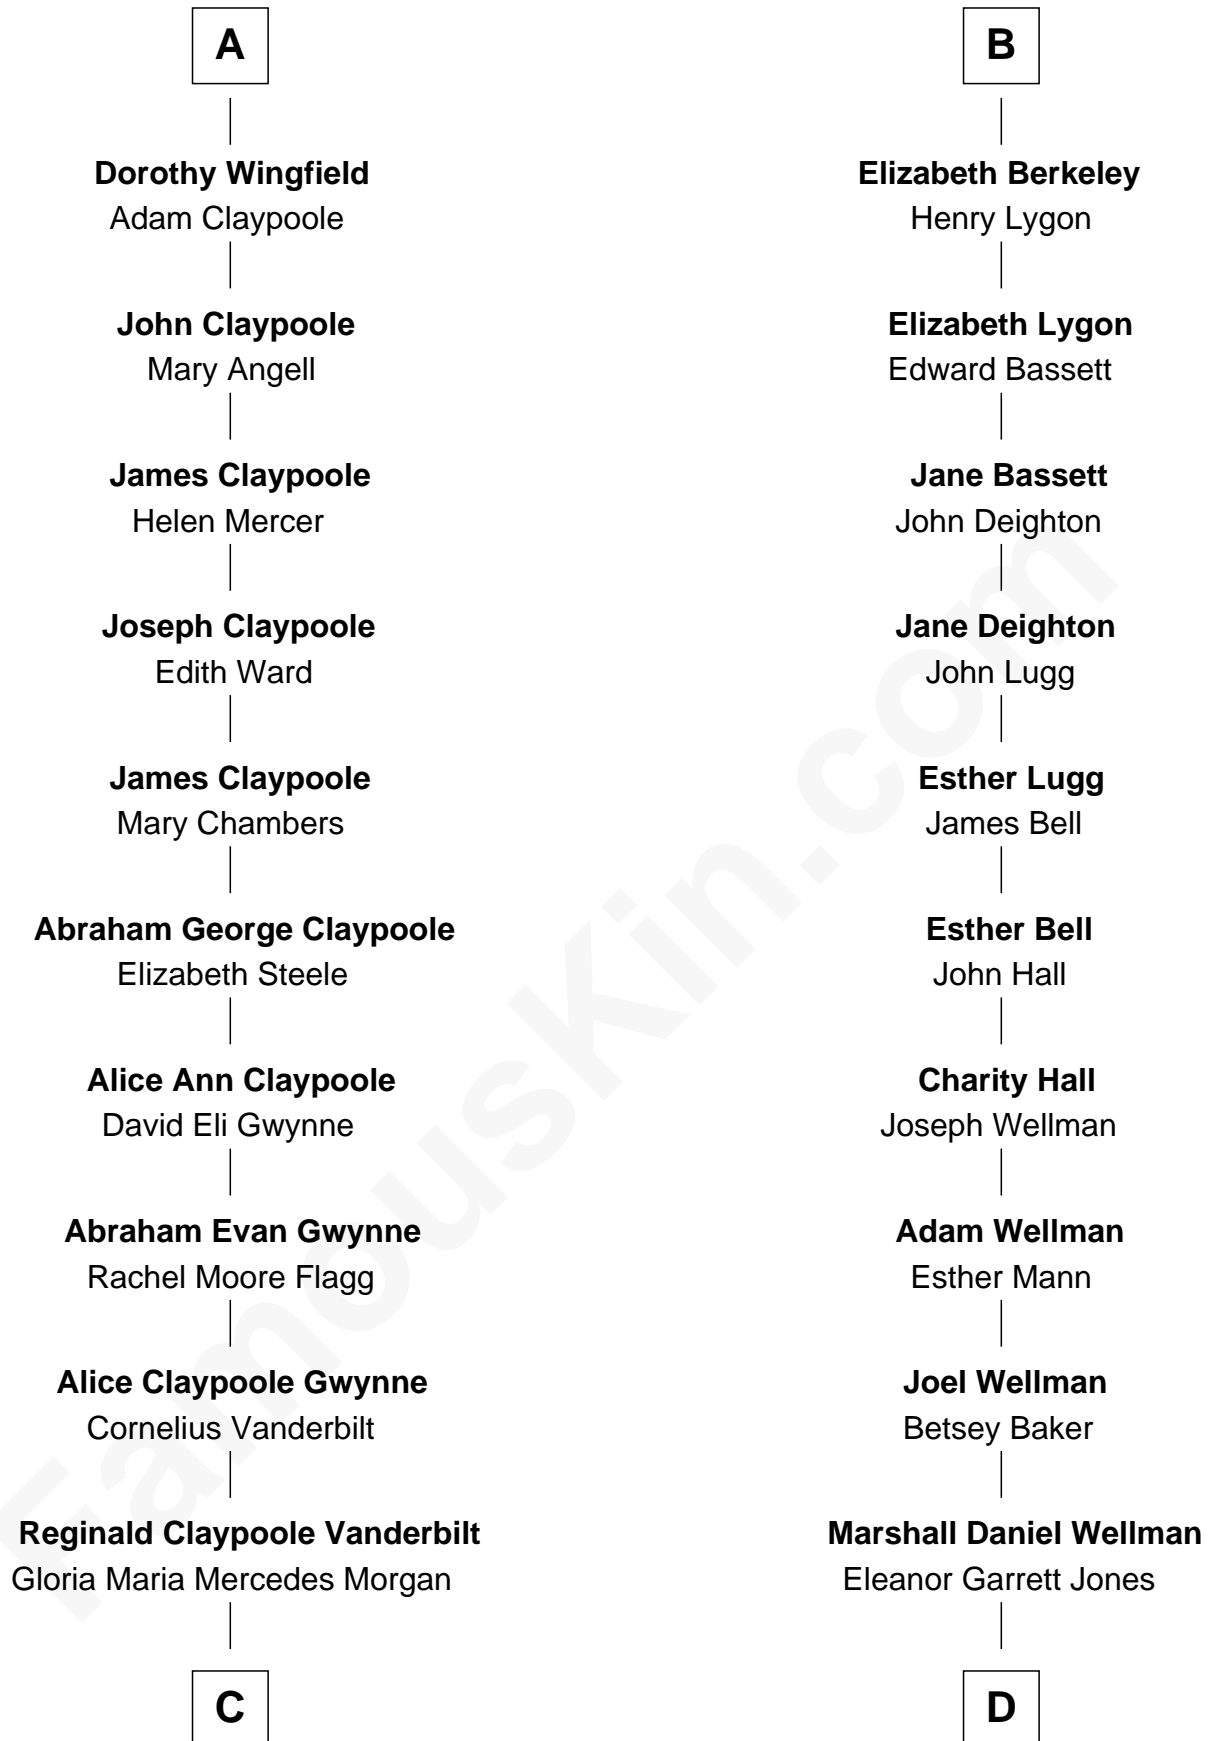 A
Dorothy Wingfield
Adam Claypoole
John Claypoole
Mary Angell
James Claypoole
Helen Mercer
Joseph Claypoole
Edith Ward
James Claypoole
Mary Chambers
Abraham George Claypoole
Elizabeth Steele
Alice Ann Claypoole
David Eli Gwynne
Abraham Evan Gwynne
Rachel Moore Flagg
Alice Claypoole Gwynne
Cornelius Vanderbilt
Reginald Claypoole Vanderbilt
Gloria Maria Mercedes Morgan
C
B
Elizabeth Berkeley
Henry Lygon
Elizabeth Lygon
Edward Bassett
Jane Bassett
John Deighton
Jane Deighton
John Lugg
Esther Lugg
James Bell
Esther Bell
John Hall
Charity Hall
Joseph Wellman
Adam Wellman
Esther Mann
Joel Wellman
Betsey Baker
Marshall Daniel Wellman
Eleanor Garrett Jones
D
FamousKin.com